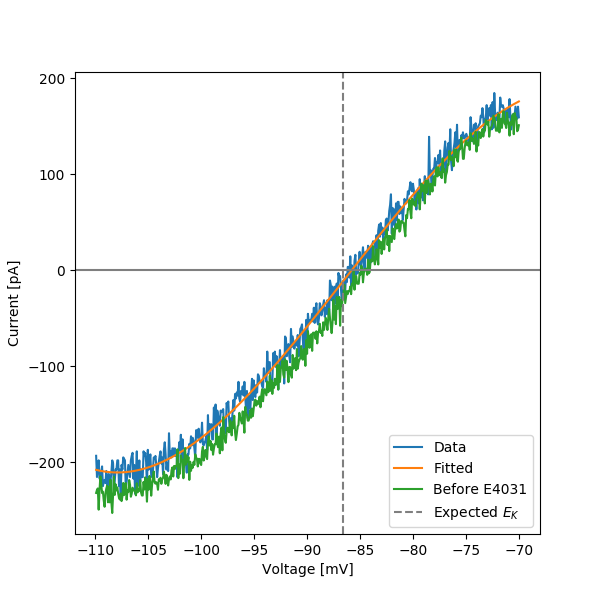 200
100
0
−100
−200
Current [pA]
Data
Fitted
Before E4031
Expected E_K
−110 −105 −100 −95 −90 −85 −80 −75 −70
Voltage [mV]